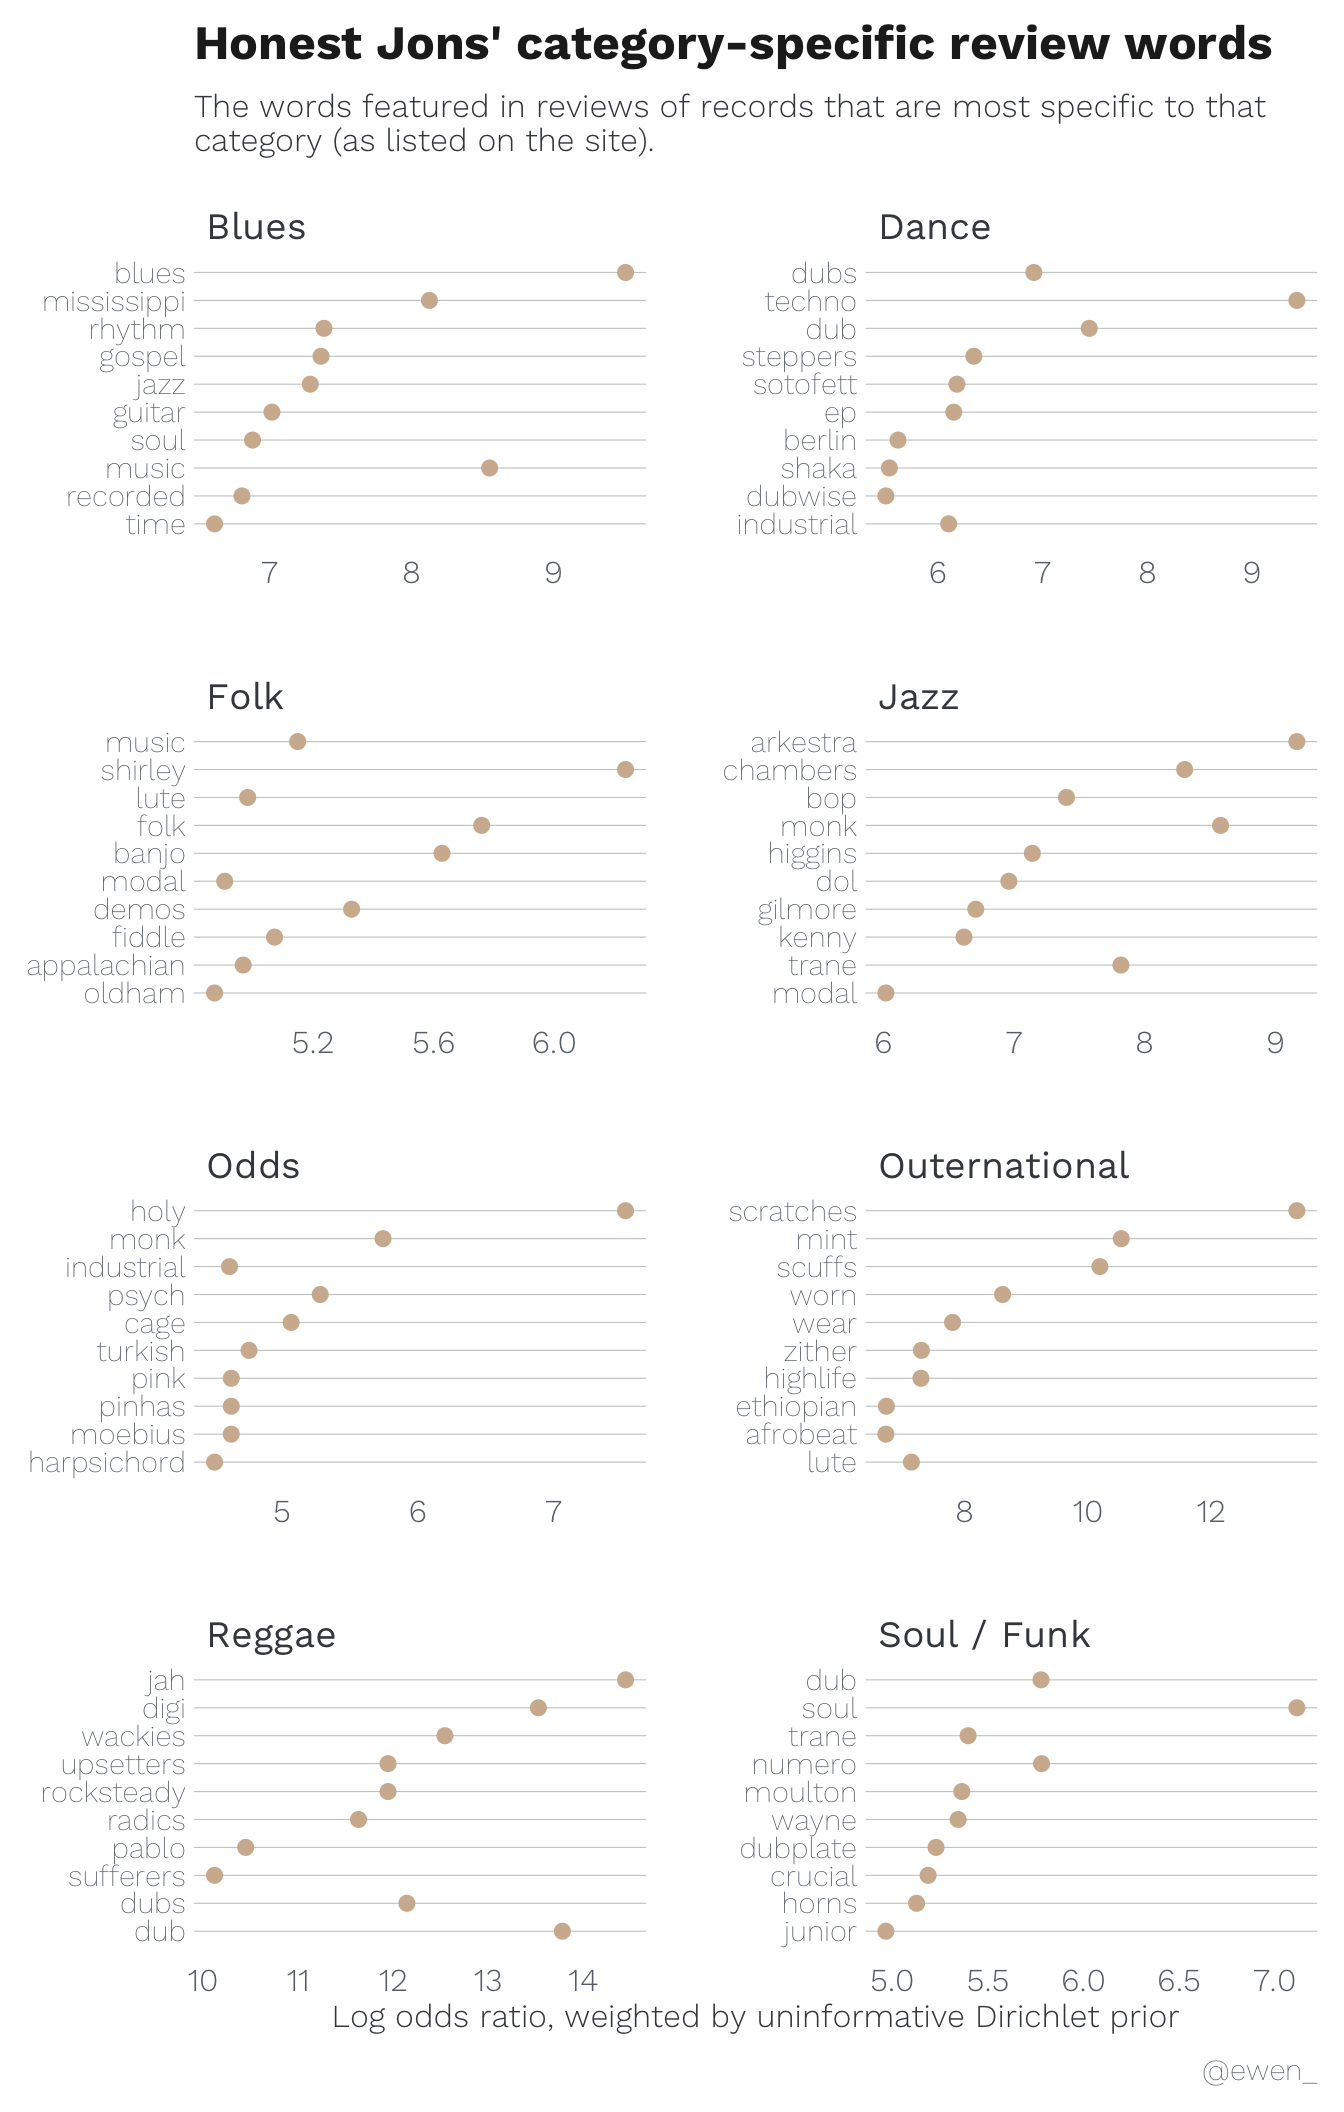 Honest Jons' category-specific review words
The words featured in reviews of records that are most specific to that
category (as listed on the site).
Blues
blues
mississippi
rhythm
gospel
jazz
guitar
soul
music
recorded
time
7 8 9
Dance
dubs
techno
dub
steppers
sotofett
ep
berlin
shaka
dubwise
industrial
6 7 8 9
Folk
music
shirley
lute
folk
banjo
modal
demos
fiddle
appalachian
oldham
5.2 5.6 6.0
Jazz
arkestra
chambers
bop
monk
higgins
dol
gilmore
kenny
trane
modal
6 7 8 9
Odds
holy
monk
industrial
psych
cage
turkish
pink
pinhas
moebius
harpsichord
5 6 7
Outernational
scratches
mint
scuffs
worn
wear
zither
highlife
ethiopian
afrobeat
lute
8 10 12
Reggae
jah
digi
wackies
upsetters
rocksteady
radics
pablo
sufferers
dubs
dub
10 11 12 13 14
Soul / Funk
dub
soul
trane
numero
moulton
wayne
dubplate
crucial
horns
junior
5.0 5.5 6.0 6.5 7.0
Log odds ratio, weighted by uninformative Dirichlet prior
@ewen_